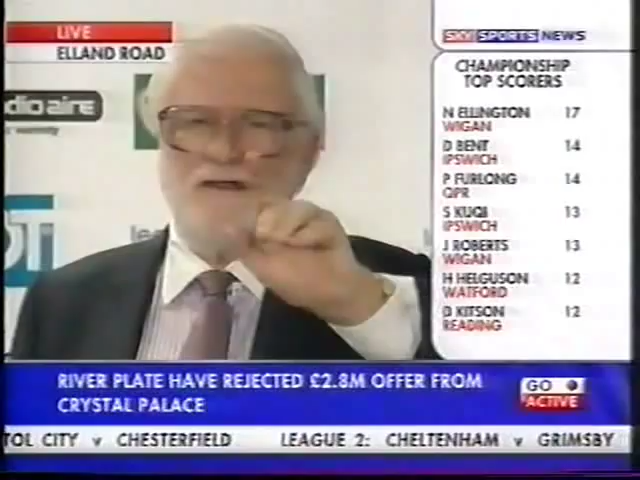 LIVE
ELLAND ROAD
dio aire
SKY SPORTS NEWS
CHAMPIONSHIP
TOP SCORERS
N ELLINGTON 17
WIGAN
D BENT 14
IPSWICH
P FURLONG 14
QPR
S KUQI 13
IPSWICH
J ROBERTS 13
WIGAN
H HELGUSON 12
WATFORD
D KITSON 12
READING
RIVER PLATE HAVE REJECTED £2.8M OFFER FROM
CRYSTAL PALACE
GO
ACTIVE
TOL CITY v CHESTERFIELD LEAGUE 2: CHELTENHAM v GRIMSBY